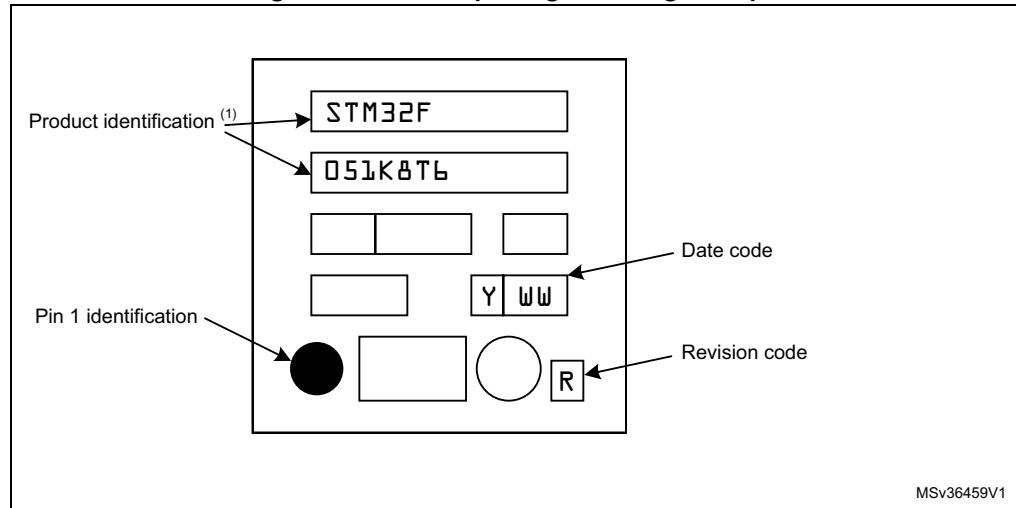 Product identification (1)
STM32F
051K8T6
Date code
Y WW
Pin 1 identification
Revision code
R
MSv36459V1